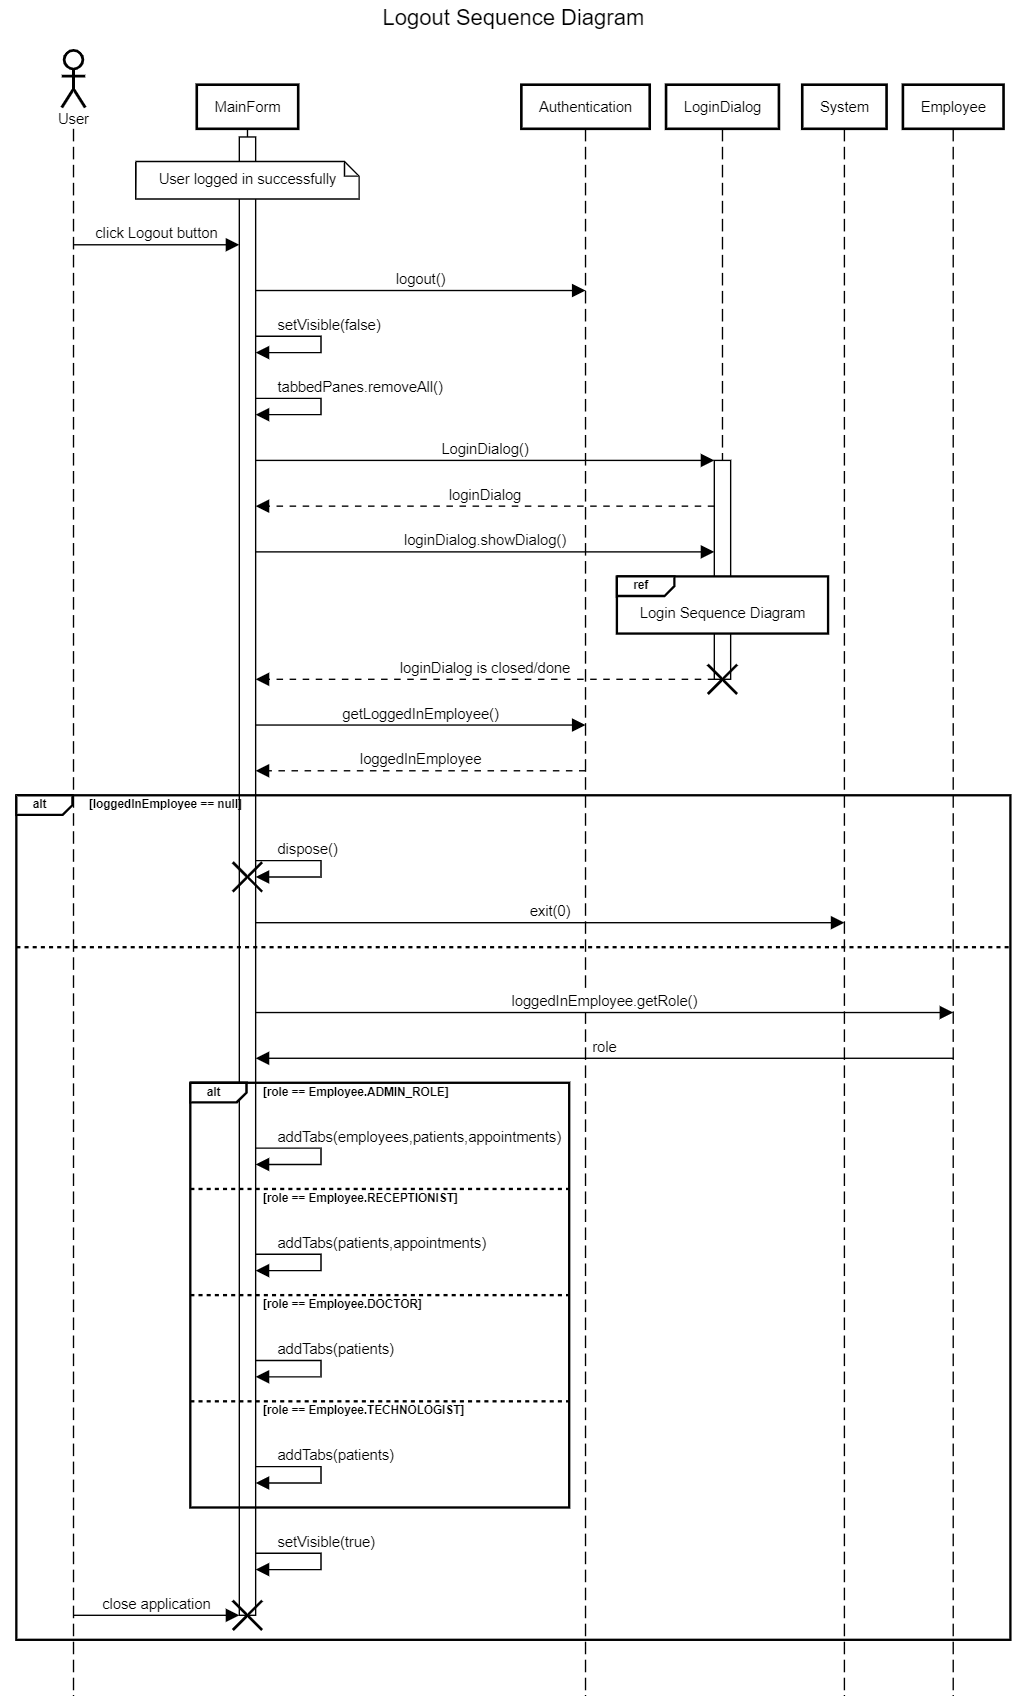 Logout Sequence Diagram
User
MainForm
Authentication
LoginDialog
System
Employee
User logged in successfully
click Logout button
logout()
setVisible(false)
tabbedPanes.removeAll()
LoginDialog()
loginDialog
loginDialog.showDialog()
ref
Login Sequence Diagram
loginDialog is closed/done
getLoggedInEmployee()
loggedInEmployee
alt
[loggedInEmployee == null]
dispose()
exit(0)
loggedInEmployee.getRole()
role
alt
[role == Employee.ADMIN_ROLE]
addTabs(employees,patients,appointments)
[role == Employee.RECEPTIONIST]
addTabs(patients,appointments)
[role == Employee.DOCTOR]
addTabs(patients)
[role == Employee.TECHNOLOGIST]
addTabs(patients)
setVisible(true)
close application